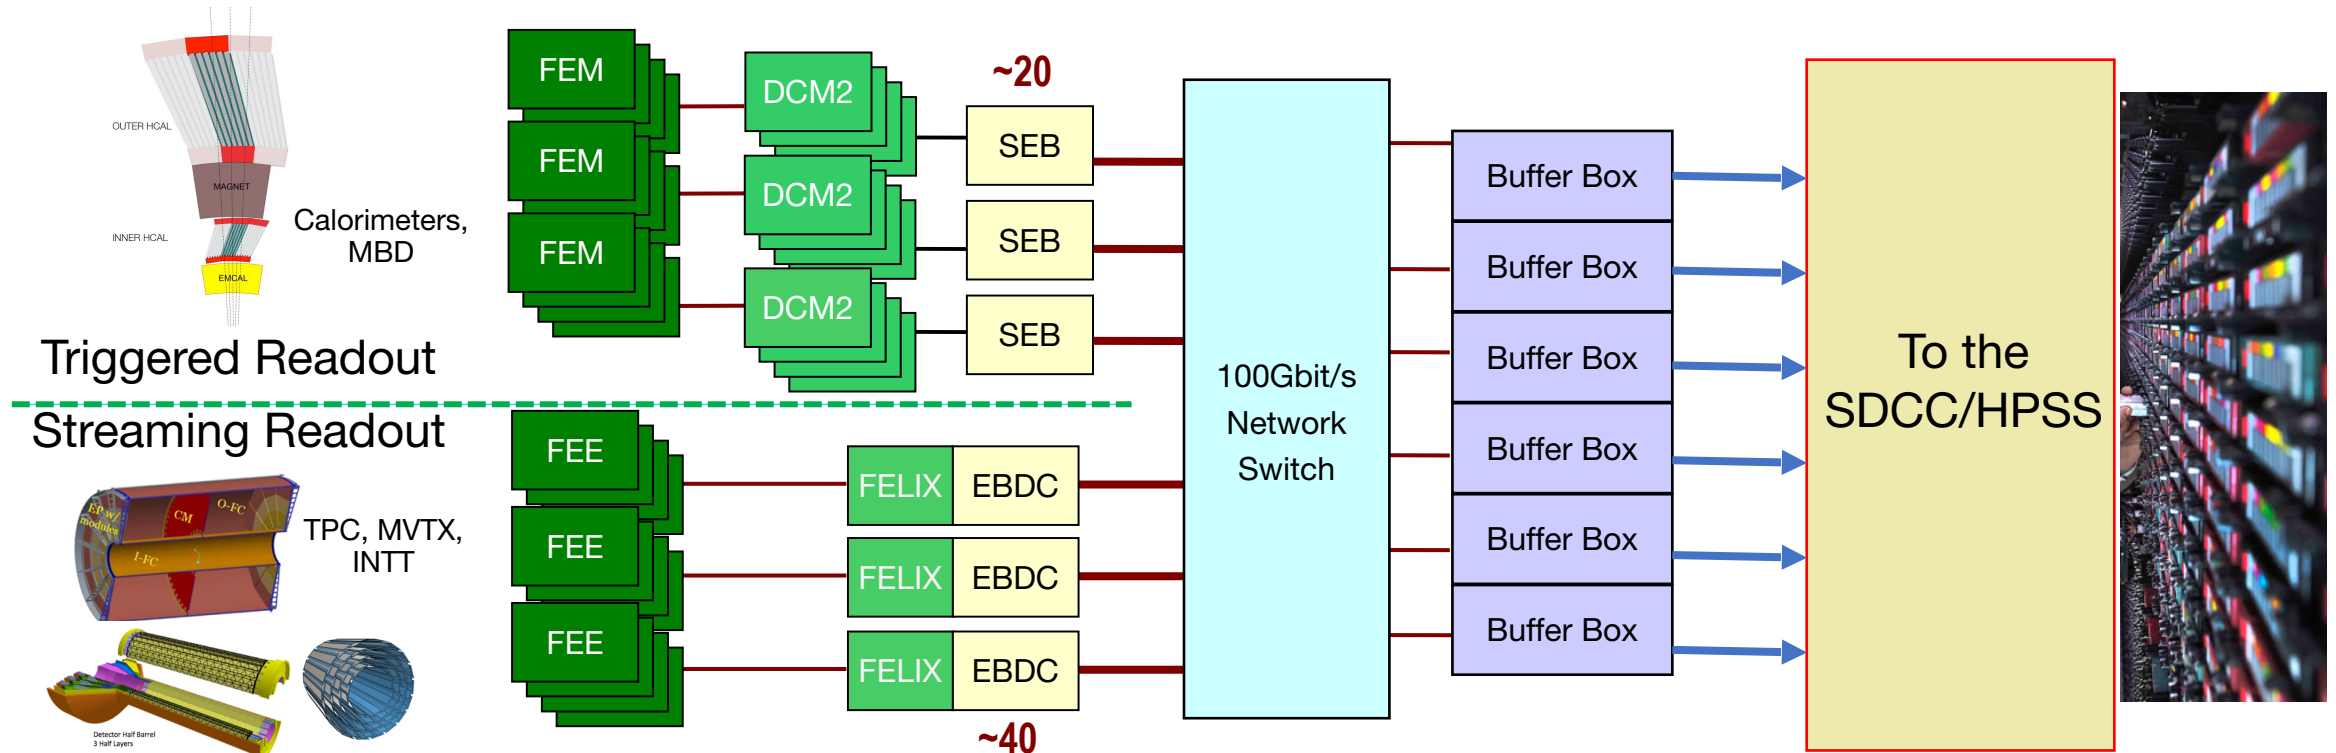 OUTER HCAL
MAGNET
INNER HCAL
EMCAL
Calorimeters,
MBD
Triggered Readout
FEM
FEM
FEM
DCM2
DCM2
DCM2
~20
SEB
SEB
SEB
Streaming Readout
EP w/
modules
CM
O-FC
I-FC
TPC, MVTX,
INTT
Detector Half Barrel
3 Half Layers
FEE
FEE
FEE
FELIX EBDC
FELIX EBDC
FELIX EBDC
~40
100Gbit/s
Network
Switch
Buffer Box
Buffer Box
Buffer Box
Buffer Box
Buffer Box
Buffer Box
To the
SDCC/HPSS